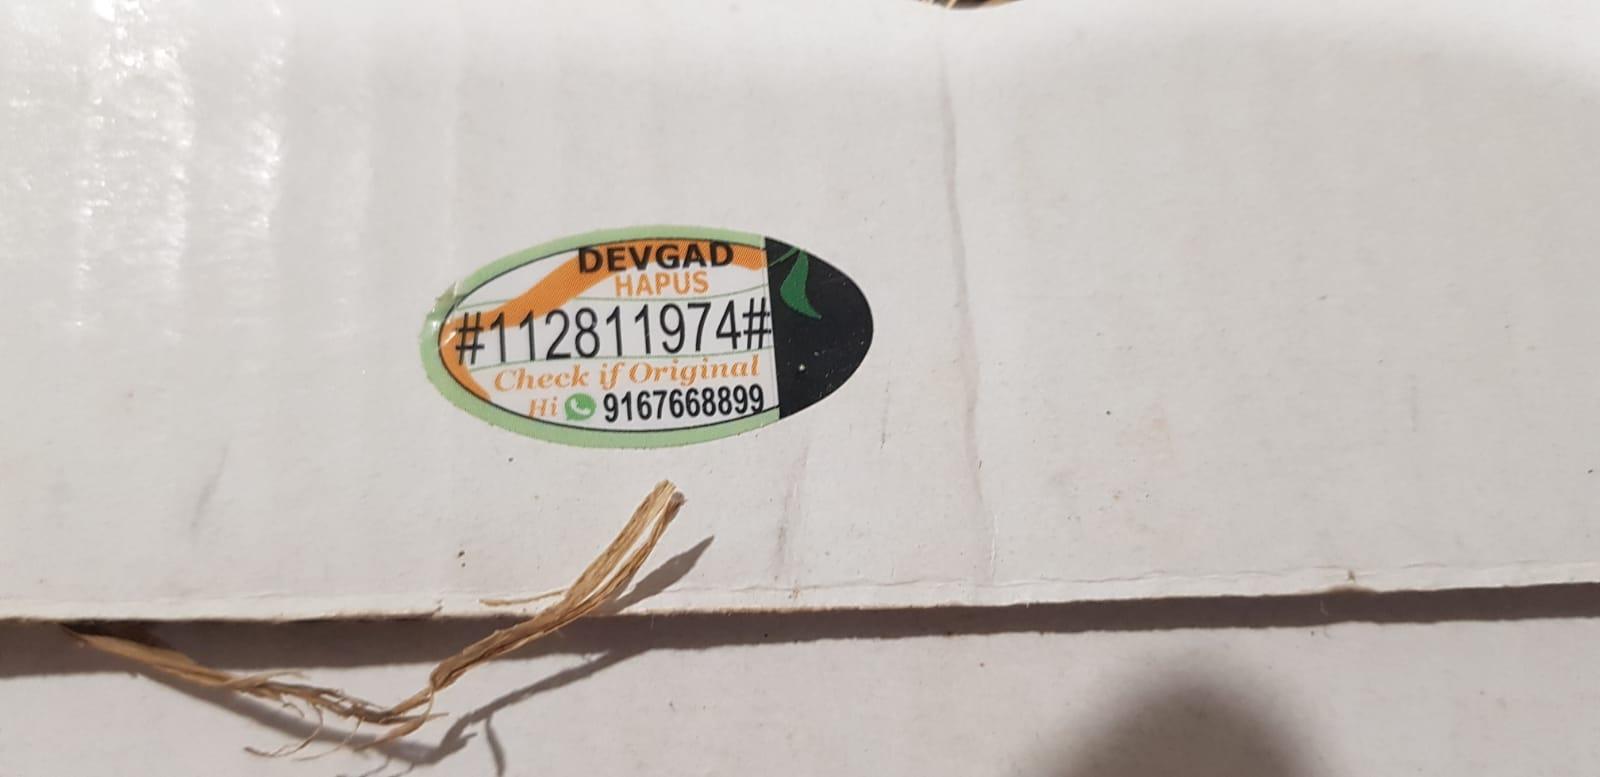 DEVGAD
HAPUS
#112811974#
Check if Original
Hi 9167668899